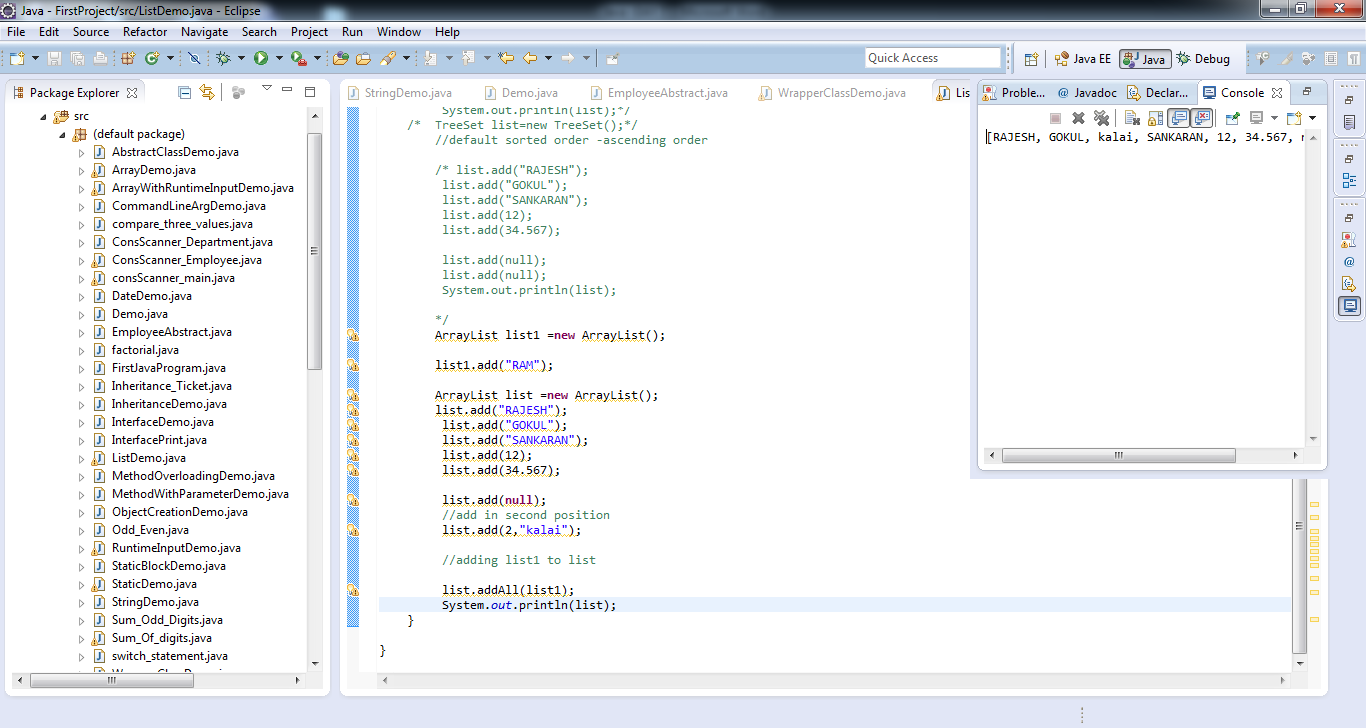 Java - FirstProject/src/ListDemo.java - Eclipse
File Edit Source Refactor Navigate Search Project Run Window Help
Quick Access
Java EE Java Debug
Package Explorer
src
(default package)
AbstractClassDemo.java
ArrayDemo.java
ArrayWithRuntimeInputDemo.java
CommandLineArgDemo.java
compare_three_values.java
ConsScanner_Department.java
ConsScanner_Employee.java
consScanner_main.java
DateDemo.java
Demo.java
EmployeeAbstract.java
factorial.java
FirstJavaProgram.java
Inheritance_Ticket.java
InheritanceDemo.java
InterfaceDemo.java
InterfacePrint.java
ListDemo.java
MethodOverloadingDemo.java
MethodWithParameterDemo.java
ObjectCreationDemo.java
Odd_Even.java
RuntimeInputDemo.java
StaticBlockDemo.java
StaticDemo.java
StringDemo.java
Sum_Odd_Digits.java
Sum_Of_digits.java
switch_statement.java
StringDemo.java Demo.java EmployeeAbstract.java WrapperClassDemo.java Lis
System.out.println(list);*/
/* TreeSet list=new TreeSet();*/
//default sorted order -ascending order
/* list.add("RAJESH");
list.add("GOKUL");
list.add("SANKARAN");
list.add(12);
list.add(34.567);
list.add(null);
list.add(null);
System.out.println(list);
*/
ArrayList list1 =new ArrayList();
list1.add("RAM");
ArrayList list =new ArrayList();
list.add("RAJESH");
list.add("GOKUL");
list.add("SANKARAN");
list.add(12);
list.add(34.567);
list.add(null);
//add in second position
list.add(2,"kalai");
//adding list1 to list
list.addAll(list1);
System.out.println(list);
}
}
Proble... Javadoc Declar... Console
[RAJESH, GOKUL, kalai, SANKARAN, 12, 34.567,